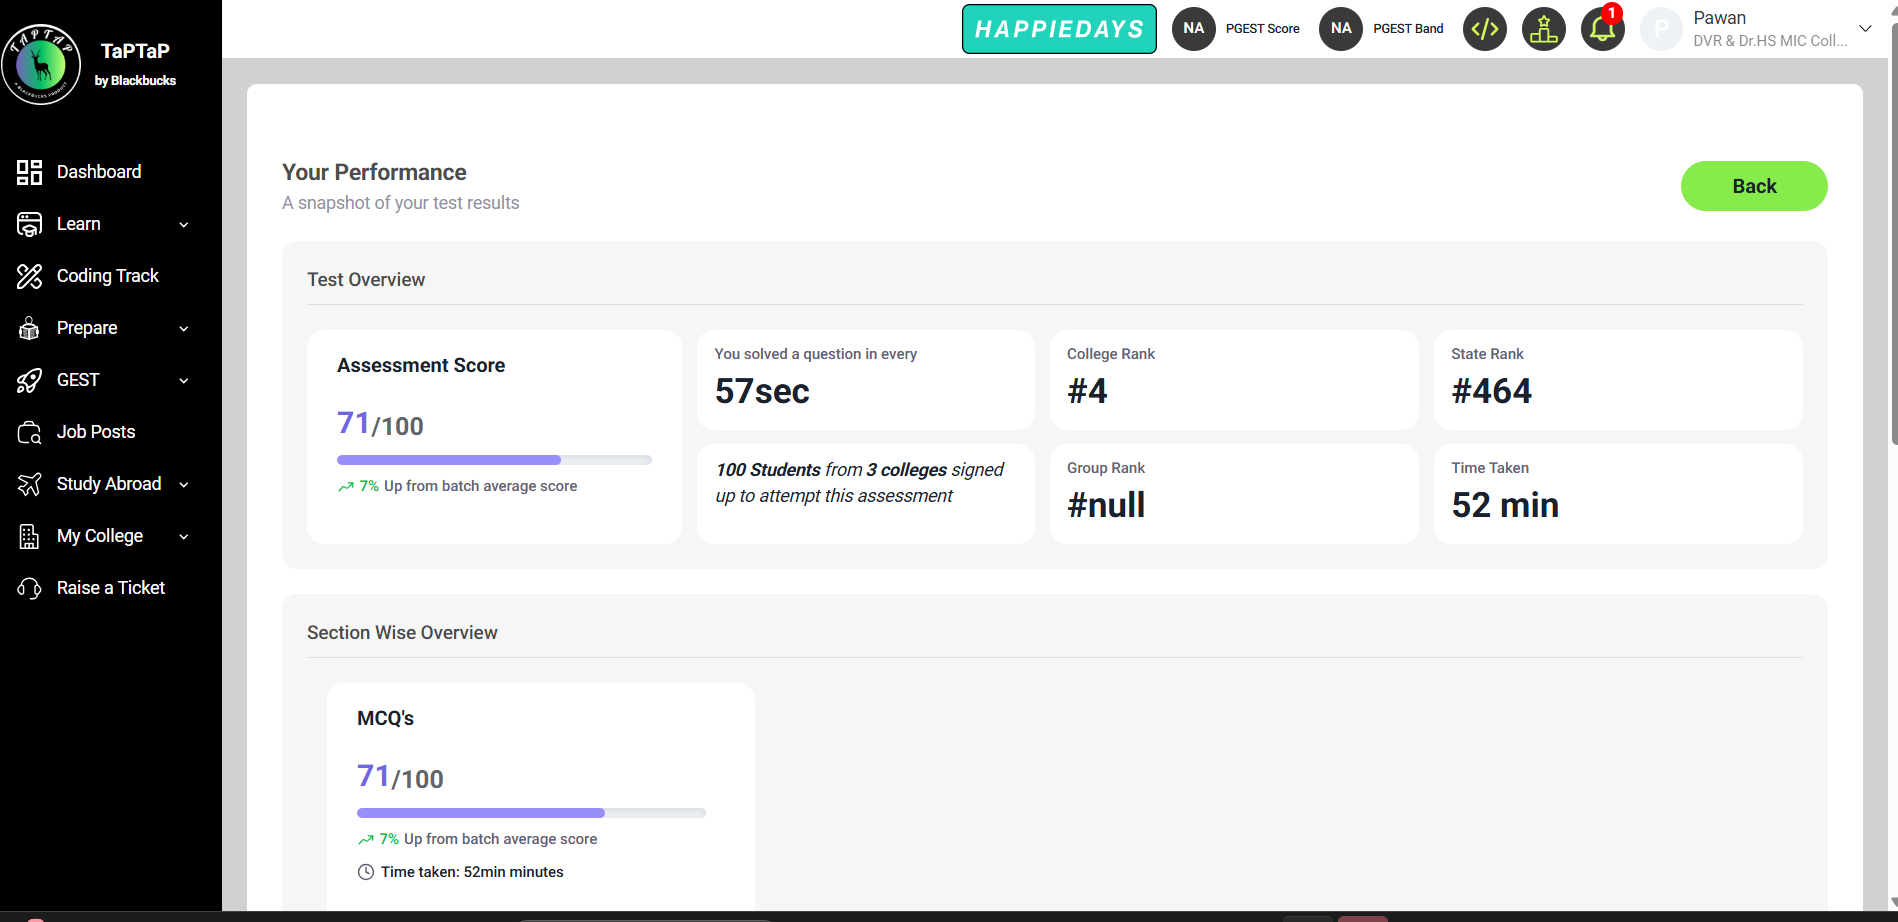 TAPTAP
A BLACKBUCKS PRODUCT
TaPTaP
by Blackbucks
Dashboard
Learn
Coding Track
Prepare
GEST
Job Posts
Study Abroad
My College
Raise a Ticket
HAPPIEDAYS
NA
PGEST Score
NA
PGEST Band
1
P
Pawan
DVR & Dr.HS MIC Coll...
Your Performance
A snapshot of your test results
Back
Test Overview
Assessment Score
71/100
7% Up from batch average score
You solved a question in every
57sec
100 Students from 3 colleges signed
up to attempt this assessment
College Rank
#4
Group Rank
#null
State Rank
#464
Time Taken
52 min
Section Wise Overview
MCQ's
71/100
7% Up from batch average score
Time taken: 52min minutes